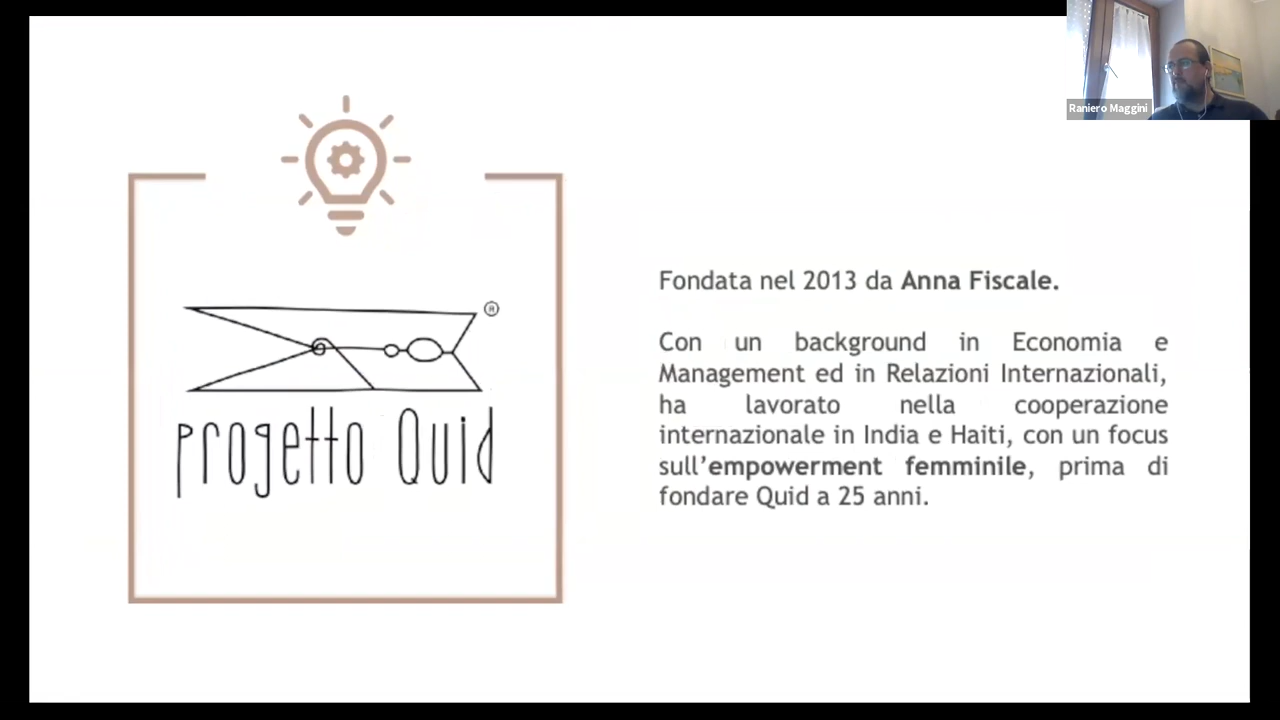 Raniero Maggini
®
progetto Quid
Fondata nel 2013 da Anna Fiscale.
Con un background in Economia e
Management ed in Relazioni Internazionali,
ha lavorato nella cooperazione
internazionale in India e Haiti, con un focus
sull’empowerment femminile, prima di
fondare Quid a 25 anni.